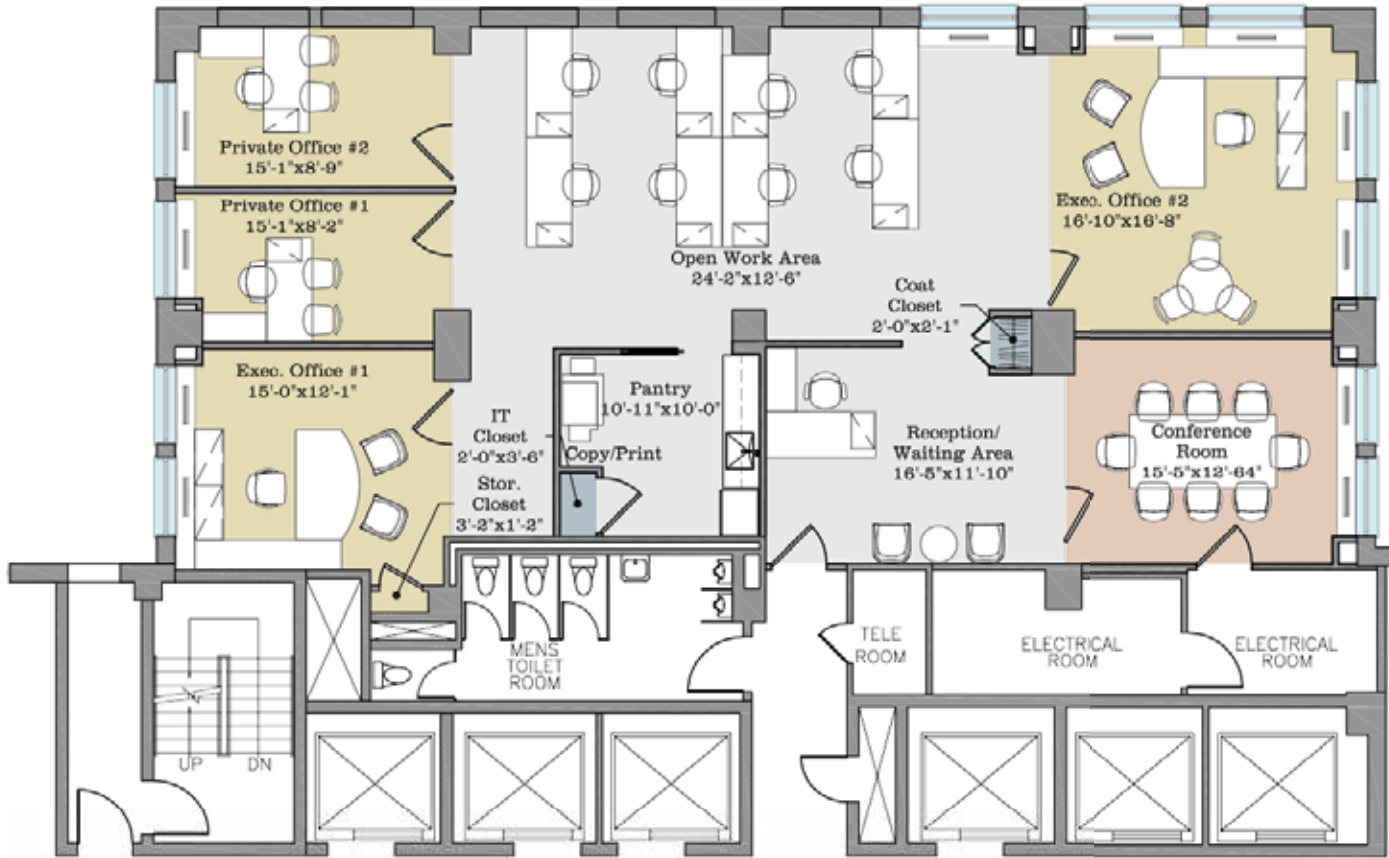 Private Office #2
15'-1"x8'-9"
Private Office #1
15'-1"x8'-2"
Exec. Office #2
16'-10"x16'-8"
Open Work Area
24'-2"x12'-6"
Coat
Closet
2'-0"x2'-1"
Exec. Office #1
15'-0"x12'-1"
Pantry
10'-11"x10'-0"
IT
Closet
2'-0"x3'-6"
Copy/Print
Stor.
Closet
3'-2"x1'-2"
Reception/
Waiting Area
16'-5"x11'-10"
Conference
Room
15'-5"x12'-64"
MENS
TOILET
ROOM
TELE
ROOM
ELECTRICAL
ROOM
ELECTRICAL
ROOM
UP
DN